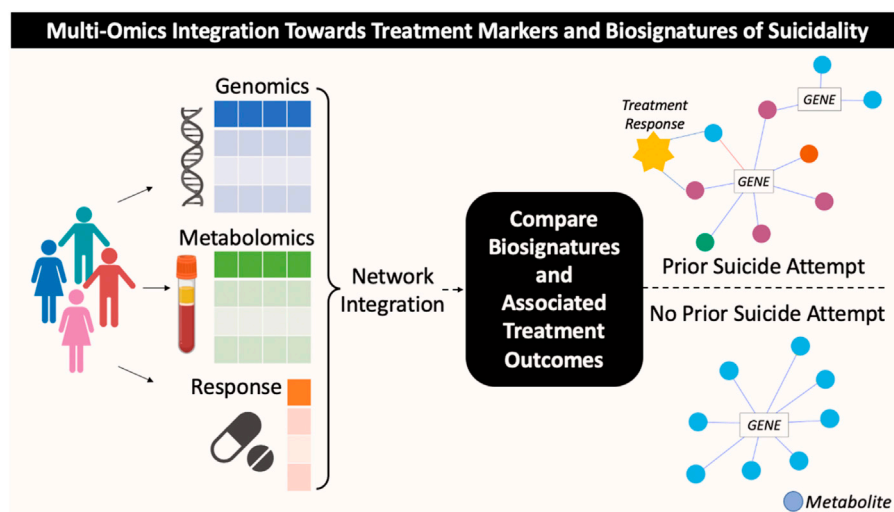 Multi-Omics Integration Towards Treatment Markers and Biosignatures of Suicidality
Genomics
Metabolomics
Response
Network
Integration
Compare
Biosignatures
and
Associated
Treatment
Outcomes
Treatment
Response
GENE
GENE
Prior Suicide Attempt
No Prior Suicide Attempt
GENE
Metabolite